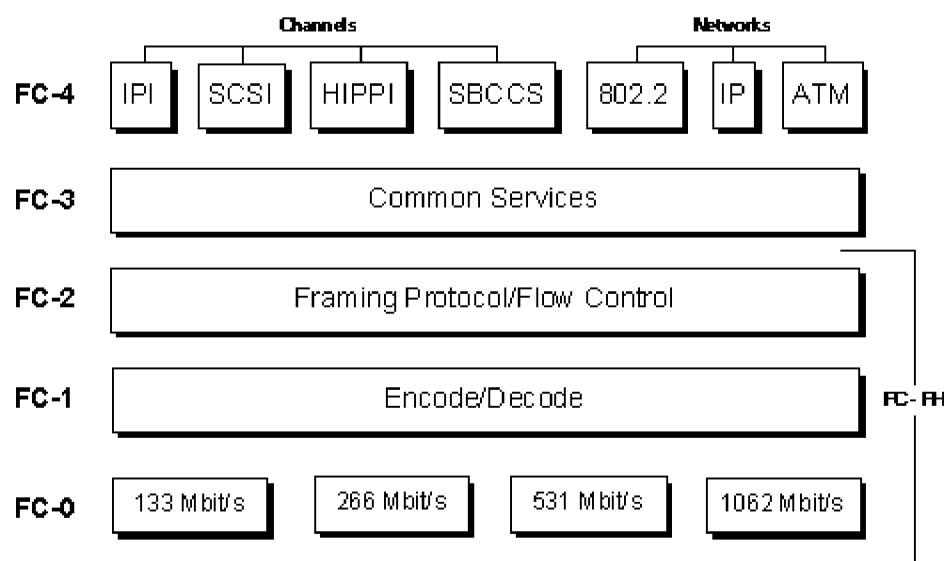 Channels Networks
FC-4 IPI SCSI HIPPI SBCCS 802.2 IP ATM
FC-3 Common Services
FC-2 Framing Protocol/Flow Control
FC-1 Encode/Decode
FC-FH
FC-0 133 Mbit/s 266 Mbit/s 531 Mbit/s 1062 Mbit/s